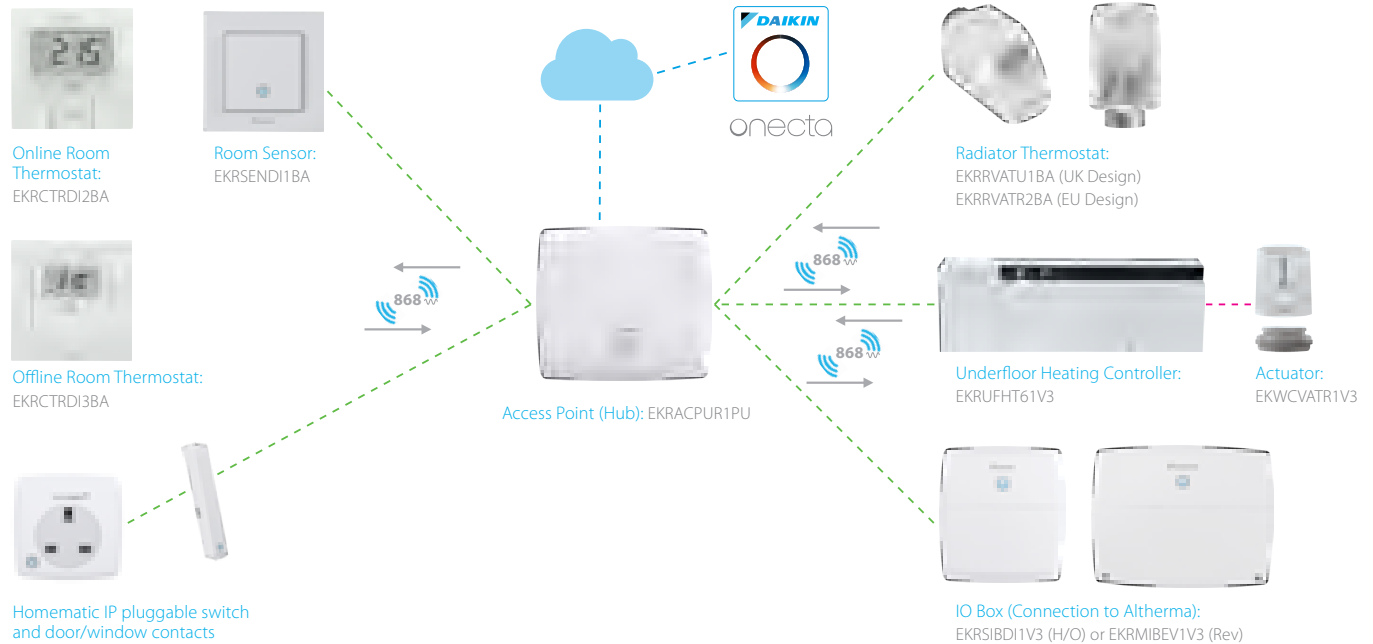 DAIKIN
onecta
Online Room
Thermostat:
EKRCTRDI2BA
Room Sensor:
EKRSENDI1BA
Radiator Thermostat:
EKRRVATU1BA (UK Design)
EKRRVATR2BA (EU Design)
868
868
868
Offline Room Thermostat:
EKRCTRDI3BA
Access Point (Hub): EKRACPUR1PU
Underfloor Heating Controller:
EKRUFHT61V3
Actuator:
EKWCVATR1V3
Homematic IP pluggable switch
and door/window contacts
IO Box (Connection to Altherma):
EKRSIBDI1V3 (H/O) or EKRMIBEV1V3 (Rev)